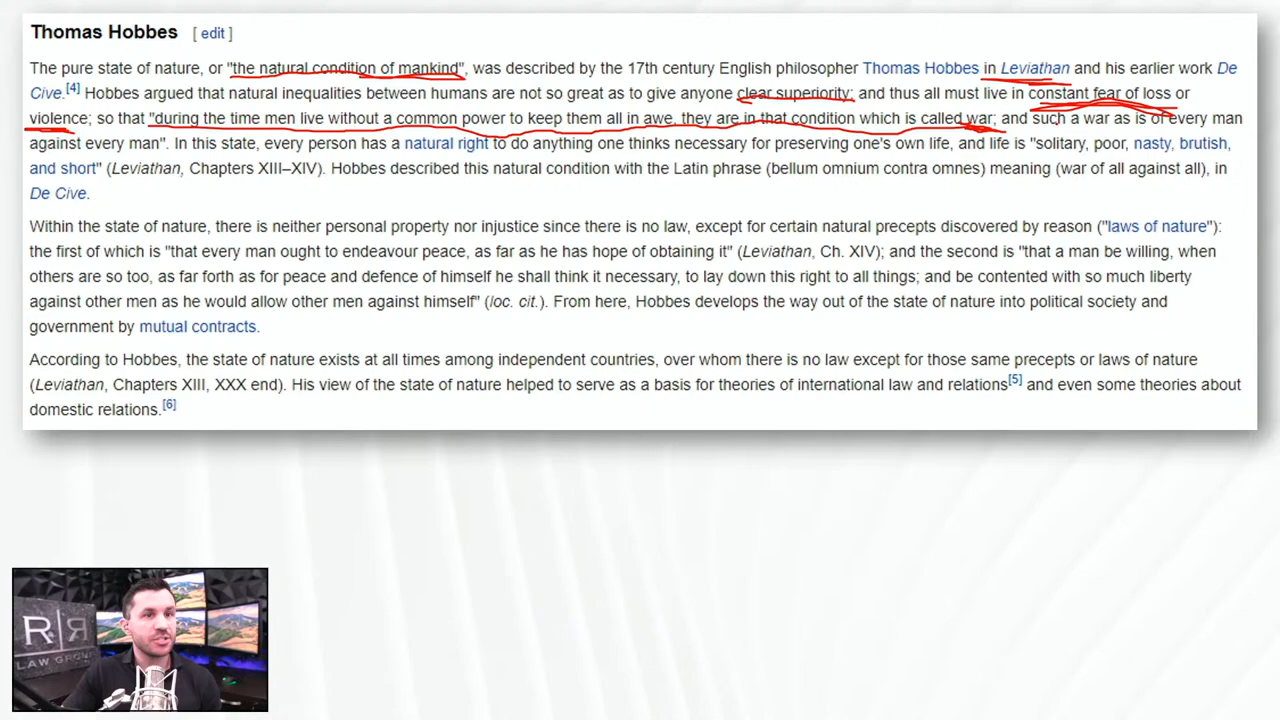 Thomas Hobbes [ edit ]
The pure state of nature, or "the natural condition of mankind", was described by the 17th century English philosopher Thomas Hobbes in Leviathan and his earlier work De
Cive.[4] Hobbes argued that natural inequalities between humans are not so great as to give anyone clear superiority; and thus all must live in constant fear of loss or
violence; so that "during the time men live without a common power to keep them all in awe, they are in that condition which is called war; and such a war as is of every man
against every man". In this state, every person has a natural right to do anything one thinks necessary for preserving one's own life, and life is "solitary, poor, nasty, brutish,
and short" (Leviathan, Chapters XIII–XIV). Hobbes described this natural condition with the Latin phrase (bellum omnium contra omnes) meaning (war of all against all), in
De Cive.
Within the state of nature, there is neither personal property nor injustice since there is no law, except for certain natural precepts discovered by reason ("laws of nature"):
the first of which is "that every man ought to endeavour peace, as far as he has hope of obtaining it" (Leviathan, Ch. XIV); and the second is "that a man be willing, when
others are so too, as far forth as for peace and defence of himself he shall think it necessary, to lay down this right to all things; and be contented with so much liberty
against other men as he would allow other men against himself" (loc. cit.). From here, Hobbes develops the way out of the state of nature into political society and
government by mutual contracts.
According to Hobbes, the state of nature exists at all times among independent countries, over whom there is no law except for those same precepts or laws of nature
(Leviathan, Chapters XIII, XXX end). His view of the state of nature helped to serve as a basis for theories of international law and relations[5] and even some theories about
domestic relations.[6]
R|R
LAW GROUP